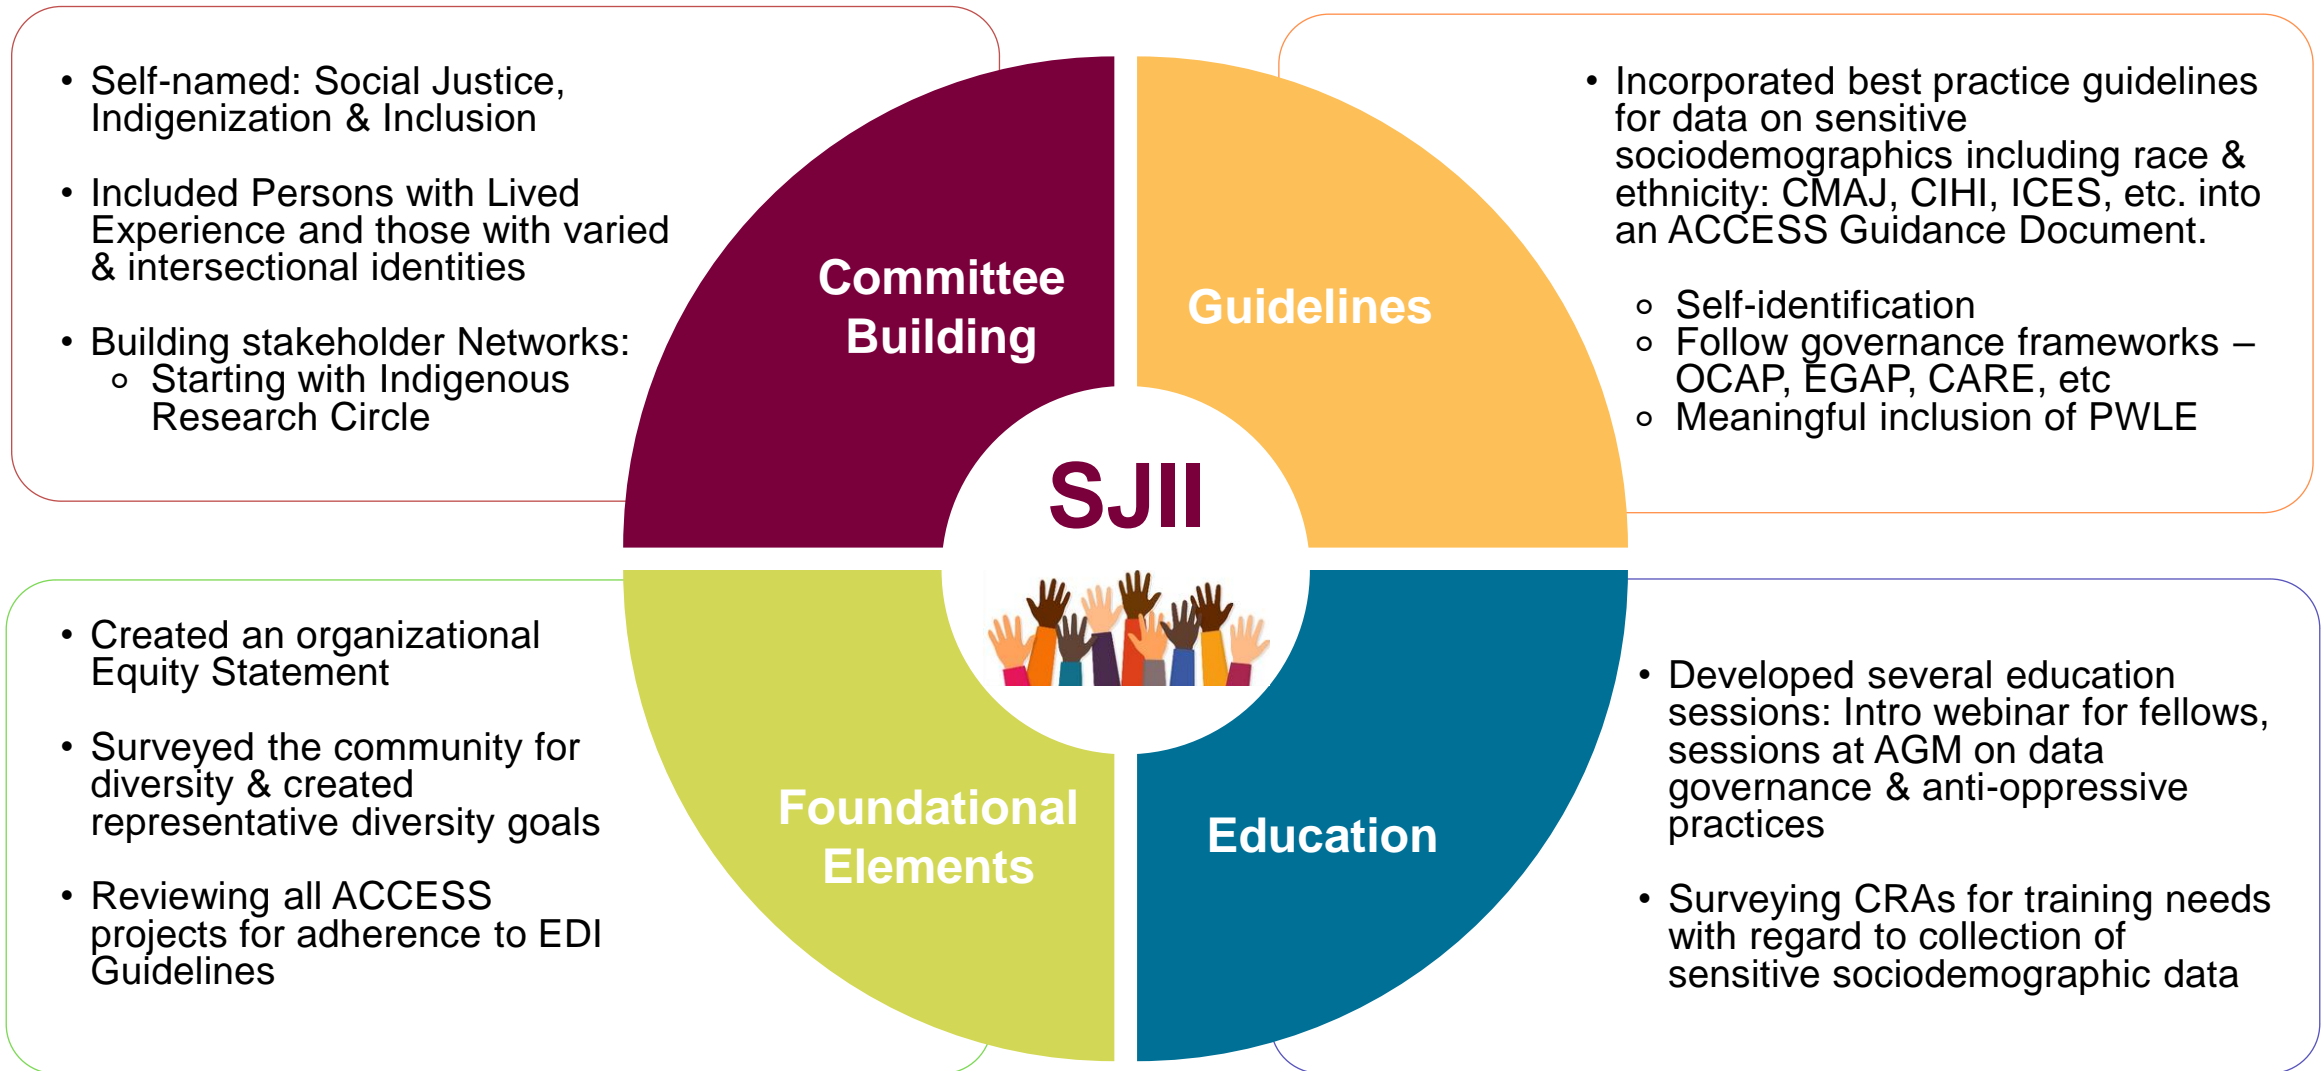 • Self-named: Social Justice,
Indigenization & Inclusion
• Included Persons with Lived
Experience and those with varied
& intersectional identities
• Building stakeholder Networks:
o Starting with Indigenous
Research Circle
Committee
Building
Guidelines
• Incorporated best practice guidelines
for data on sensitive
sociodemographics including race &
ethnicity: CMAJ, CIHI, ICES, etc. into
an ACCESS Guidance Document.
o Self-identification
o Follow governance frameworks –
OCAP, EGAP, CARE, etc
o Meaningful inclusion of PWLE
SJII
• Created an organizational
Equity Statement
• Surveyed the community for
diversity & created
representative diversity goals
• Reviewing all ACCESS
projects for adherence to EDI
Guidelines
Foundational
Elements
Education
• Developed several education
sessions: Intro webinar for fellows,
sessions at AGM on data
governance & anti-oppressive
practices
• Surveying CRAs for training needs
with regard to collection of
sensitive sociodemographic data